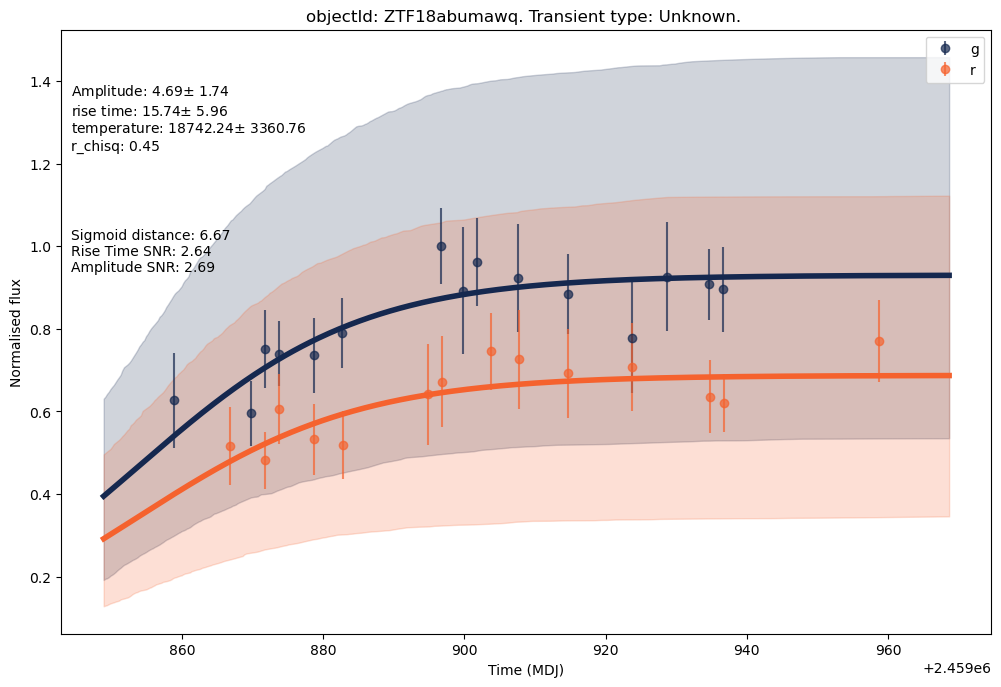 objectId: ZTF18abumawq. Transient type: Unknown.
g
r
Amplitude: 4.69± 1.74
rise time: 15.74± 5.96
temperature: 18742.24± 3360.76
r_chisq: 0.45
Sigmoid distance: 6.67
Rise Time SNR: 2.64
Amplitude SNR: 2.69
Normalised flux
1.4
1.2
1.0
0.8
0.6
0.4
0.2
860
880
900
920
940
960
Time (MDJ)
+2.459e6